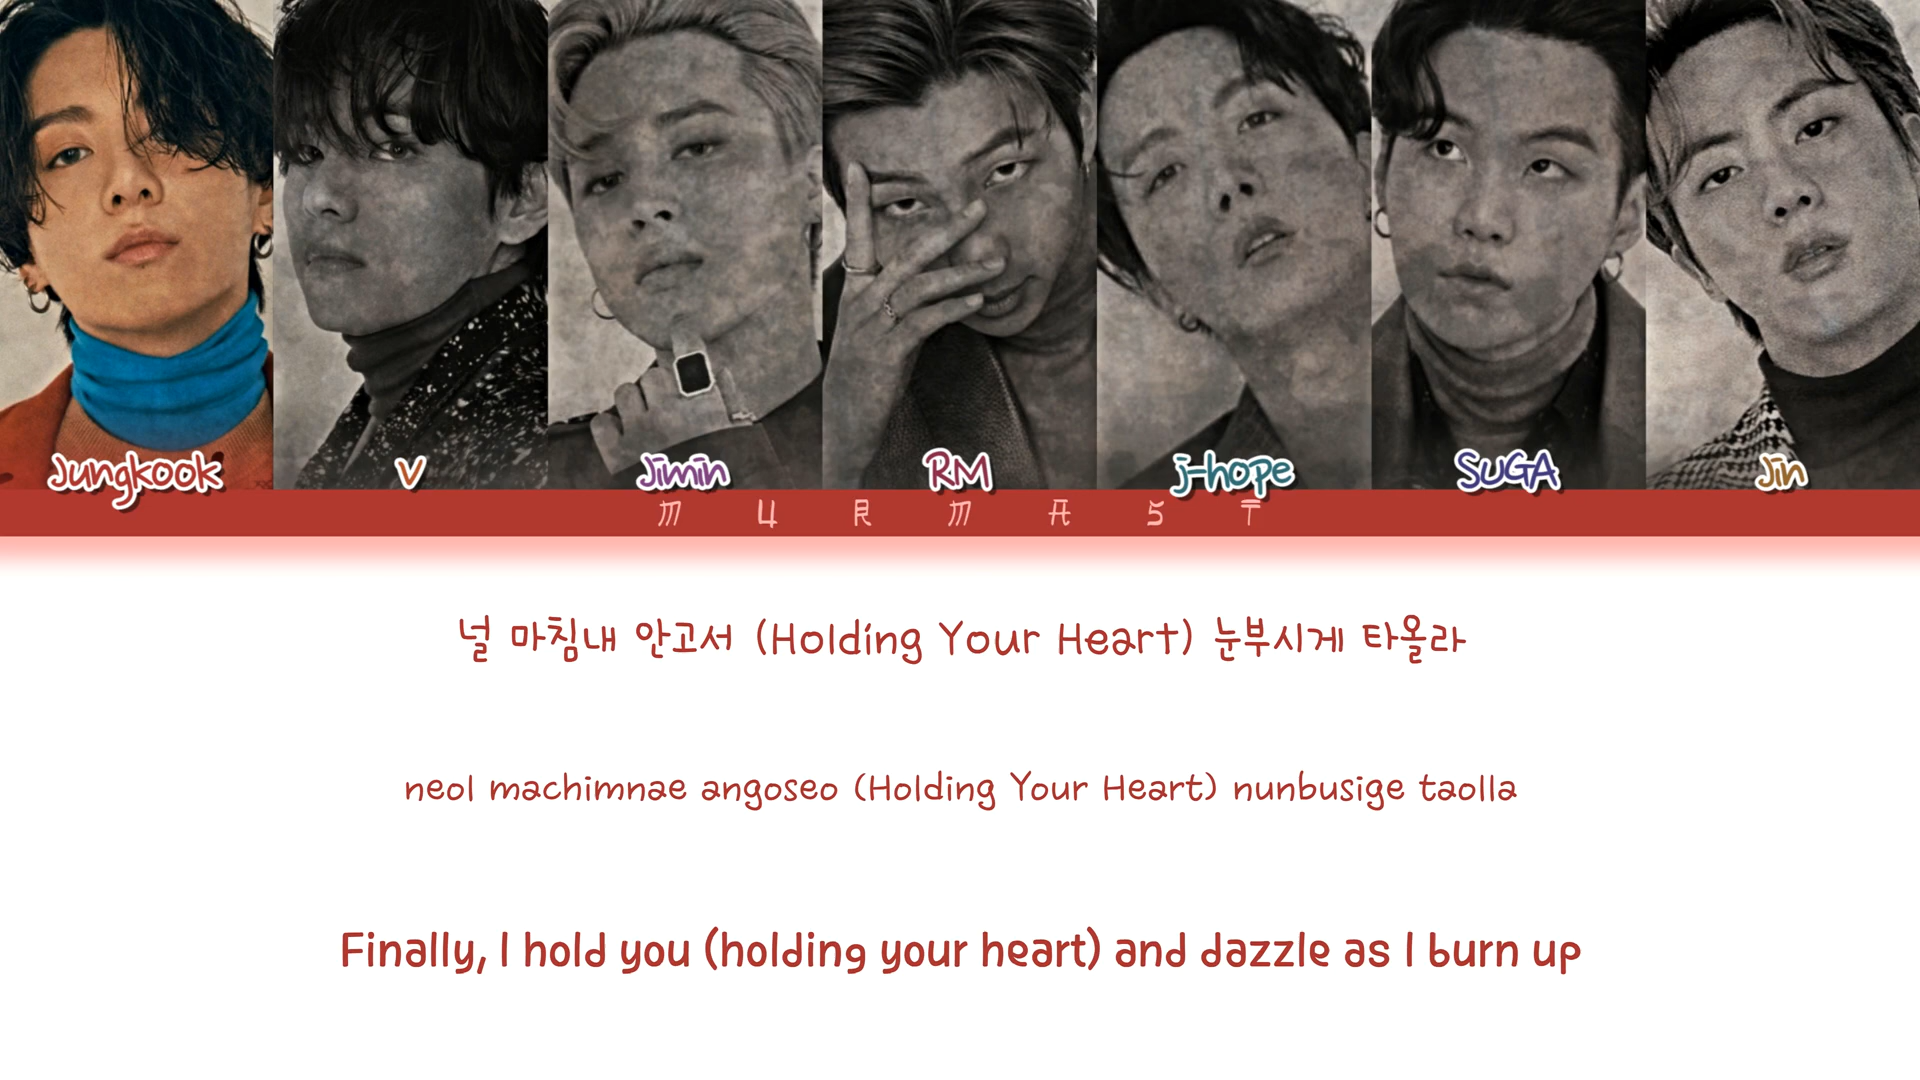 Jungkook V Jimin RM j-hope SUGA Jin
MURMAST
널 마침내 안고서 (Holding Your Heart) 눈부시게 타올라
neol machimnae angoseo (Holding Your Heart) nunbusige taolla
Finally, I hold you (holding your heart) and dazzle as I burn up